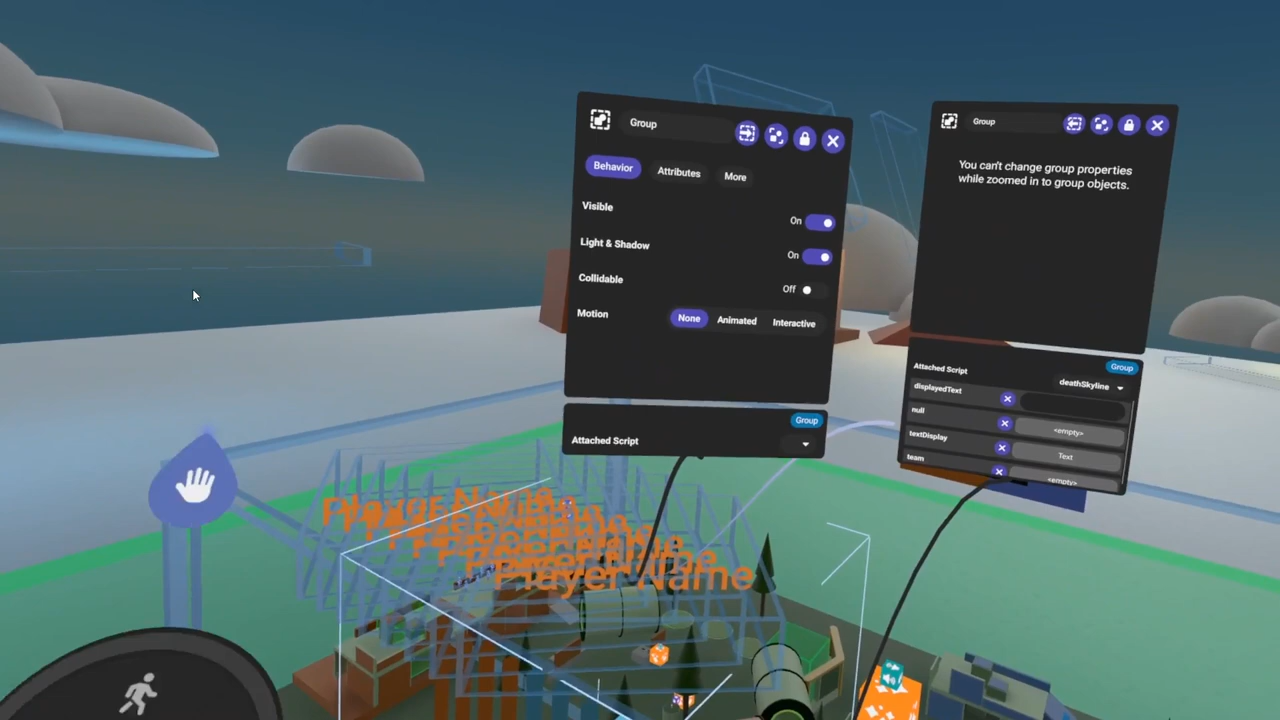 Group
Behavior
Attributes
More
Visible
On
Light & Shadow
On
Collidable
Off
Motion
None
Animated
Interactive
Group
Attached Script
Group
You can't change group properties
while zoomed in to group objects.
Group
Attached Script
deathSkyline
displayedText
null
<empty>
textDisplay
Text
team
<empty>
Player Name
Player Name